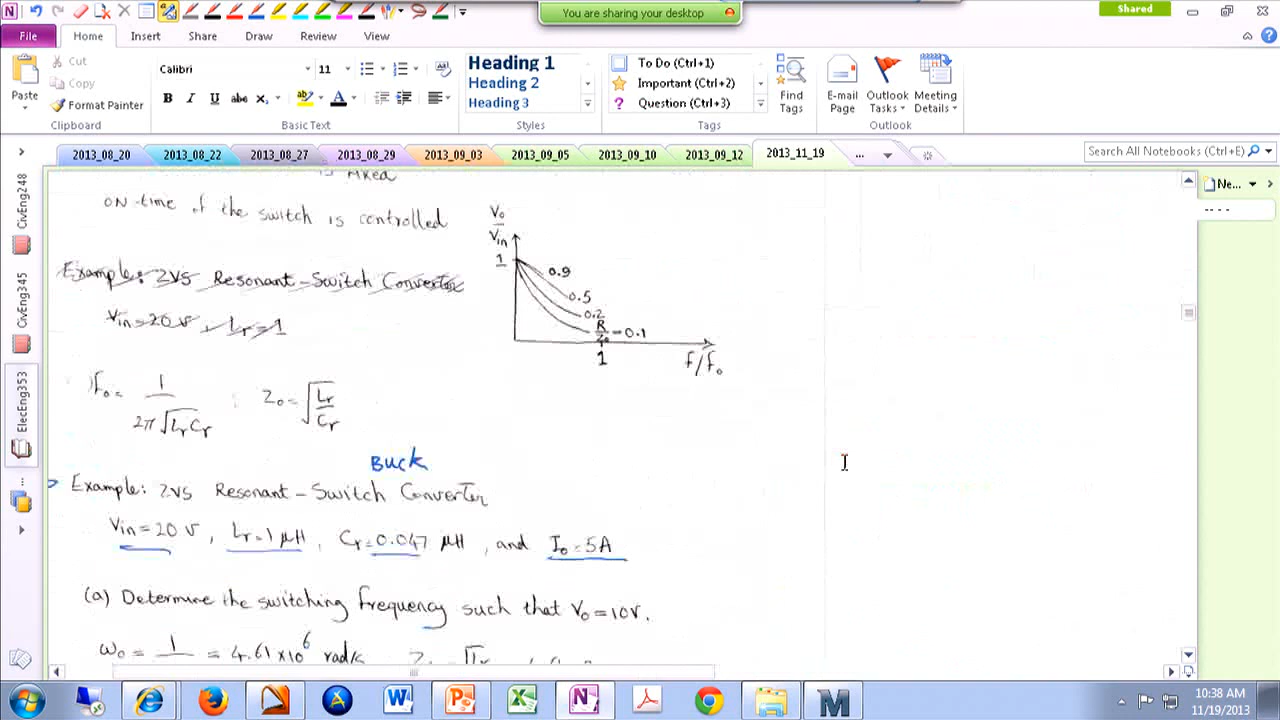 You are sharing your desktop
Shared
File Home Insert Share Draw Review View
Paste
Cut
Copy
Format Painter
Clipboard
Calibri 11
B I U abc
Basic Text
Heading 1
Heading 2
Heading 3
Styles
To Do (Ctrl+1)
Important (Ctrl+2)
Question (Ctrl+3)
Tags
Find Tags
E-mail Page
Outlook Tasks
Meeting Details
Outlook
2013_08_20 2013_08_22 2013_08_27 2013_08_29 2013_09_03 2013_09_05 2013_09_10 2013_09_12 2013_11_19 ...
Search All Notebooks (Ctrl+E)
Ne...
CivEng248
CivEng345
ElecEng353
ON time of the switch is controlled
Vo/Vin
1
0.9
0.5
0.2
R/Zo = 0.1
1
f/fo
Example: ZVS Resonant-Switch Converter
Vin=20 V, Lr=1
fo = 1/2π√LrCr ; Zo = √Lr/Cr
Buck
Example: ZVS Resonant-Switch Converter
Vin=20 V, Lr=1 μH, Cr=0.047 μH, and Io=5A
(a) Determine the switching frequency such that Vo=10V.
ωo = 1 = 4.61×10^6 rad/s
10:38 AM
11/19/2013